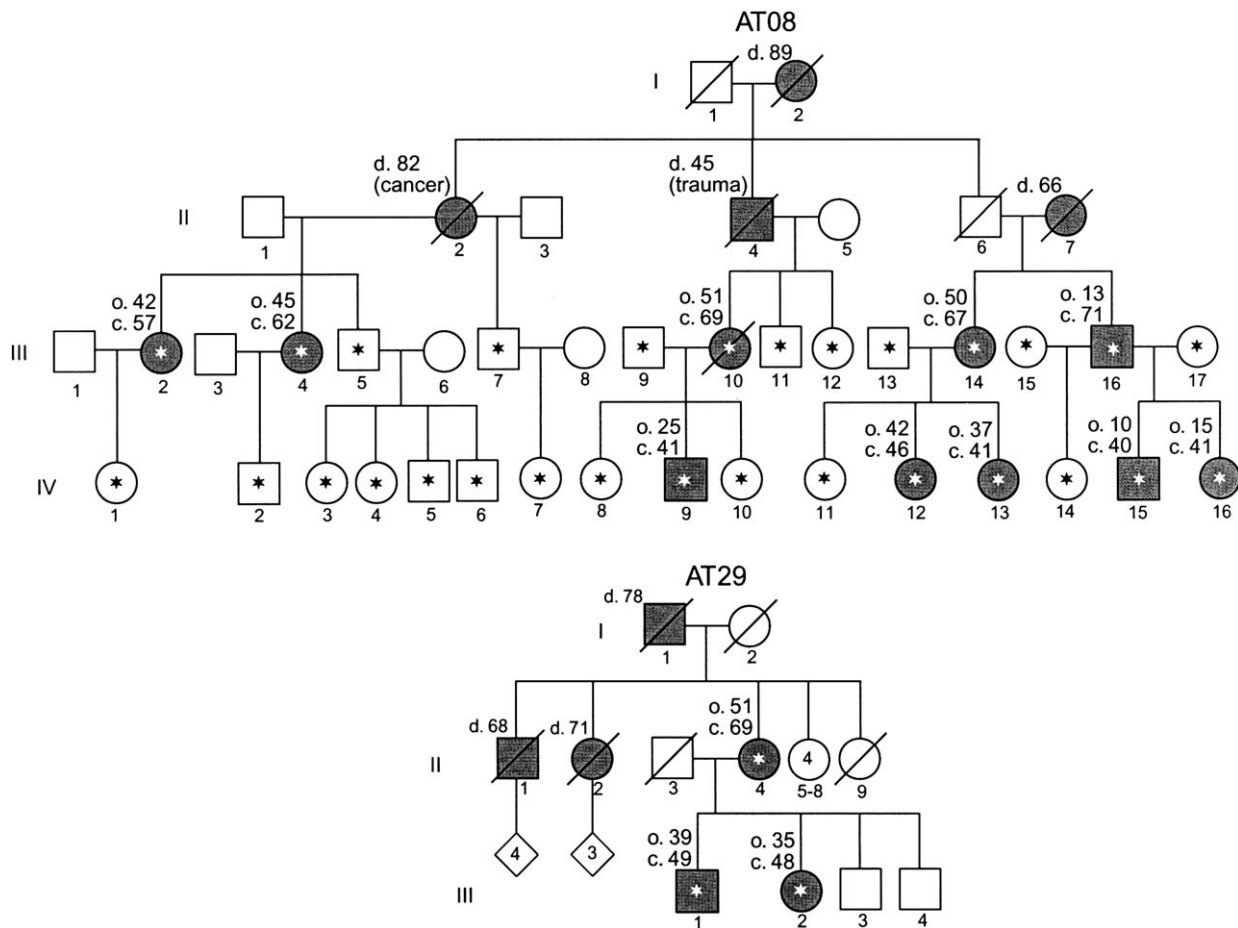 AT08
d. 89
I
1 2
d. 82
(cancer)
d. 45
(trauma)
d. 66
II
1 2 3 4 5 6 7
o. 42
c. 57
o. 45
c. 62
o. 51
c. 69
o. 50
c. 67
o. 13
c. 71
III
1 2 3 4 5 6 7 8 9 10 11 12 13 14 15 16 17
o. 25
c. 41
o. 42
c. 46
o. 37
c. 41
o. 10
c. 40
o. 15
c. 41
IV
1 2 3 4 5 6 7 8 9 10 11 12 13 14 15 16
AT29
d. 78
I
1 2
d. 68
d. 71
o. 51
c. 69
II
4
1 2 3 4 5-8 9
o. 39
c. 49
o. 35
c. 48
4 3
III
1 2 3 4